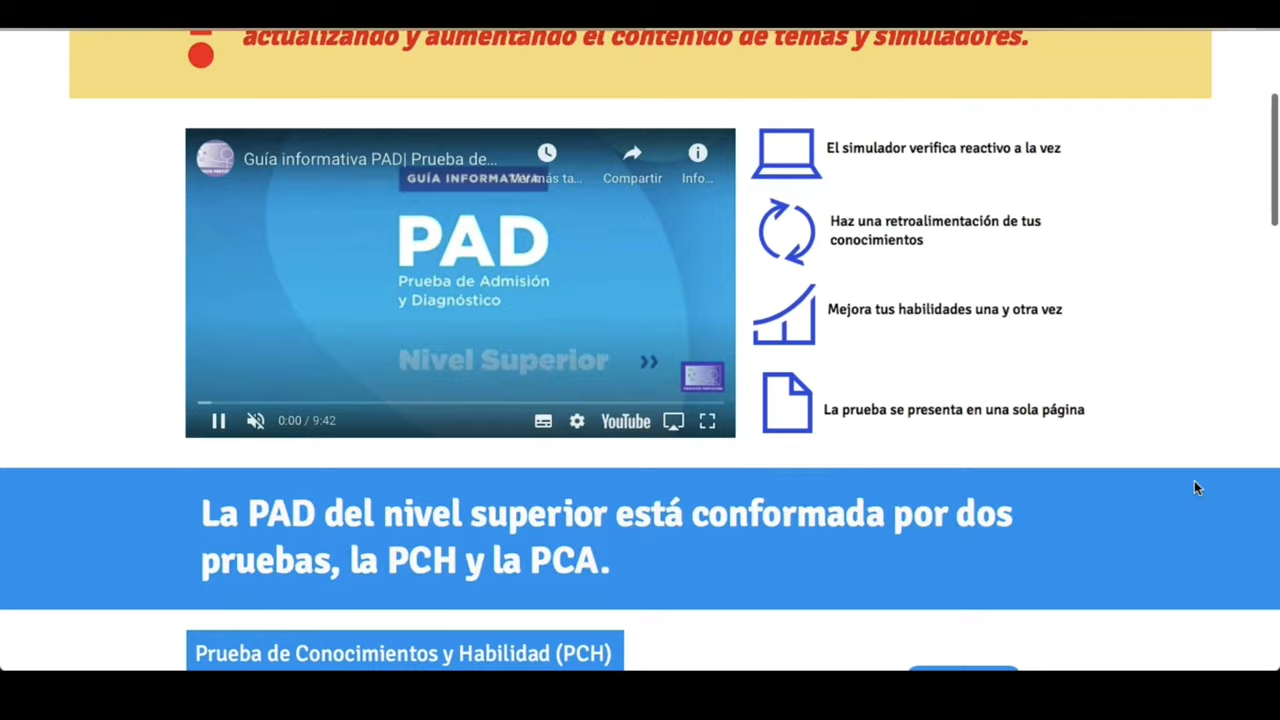 actualizando y aumentando el contenido de temas y simuladores.
Guía informativa PAD| Prueba de...
Ver más ta...
Compartir
Info...
GUÍA INFORMATIVA
PAD
Prueba de Admisión
y Diagnóstico
Nivel Superior
0:00 / 9:42
YouTube
El simulador verifica reactivo a la vez
Haz una retroalimentación de tus
conocimientos
Mejora tus habilidades una y otra vez
La prueba se presenta en una sola página
La PAD del nivel superior está conformada por dos
pruebas, la PCH y la PCA.
Prueba de Conocimientos y Habilidad (PCH)